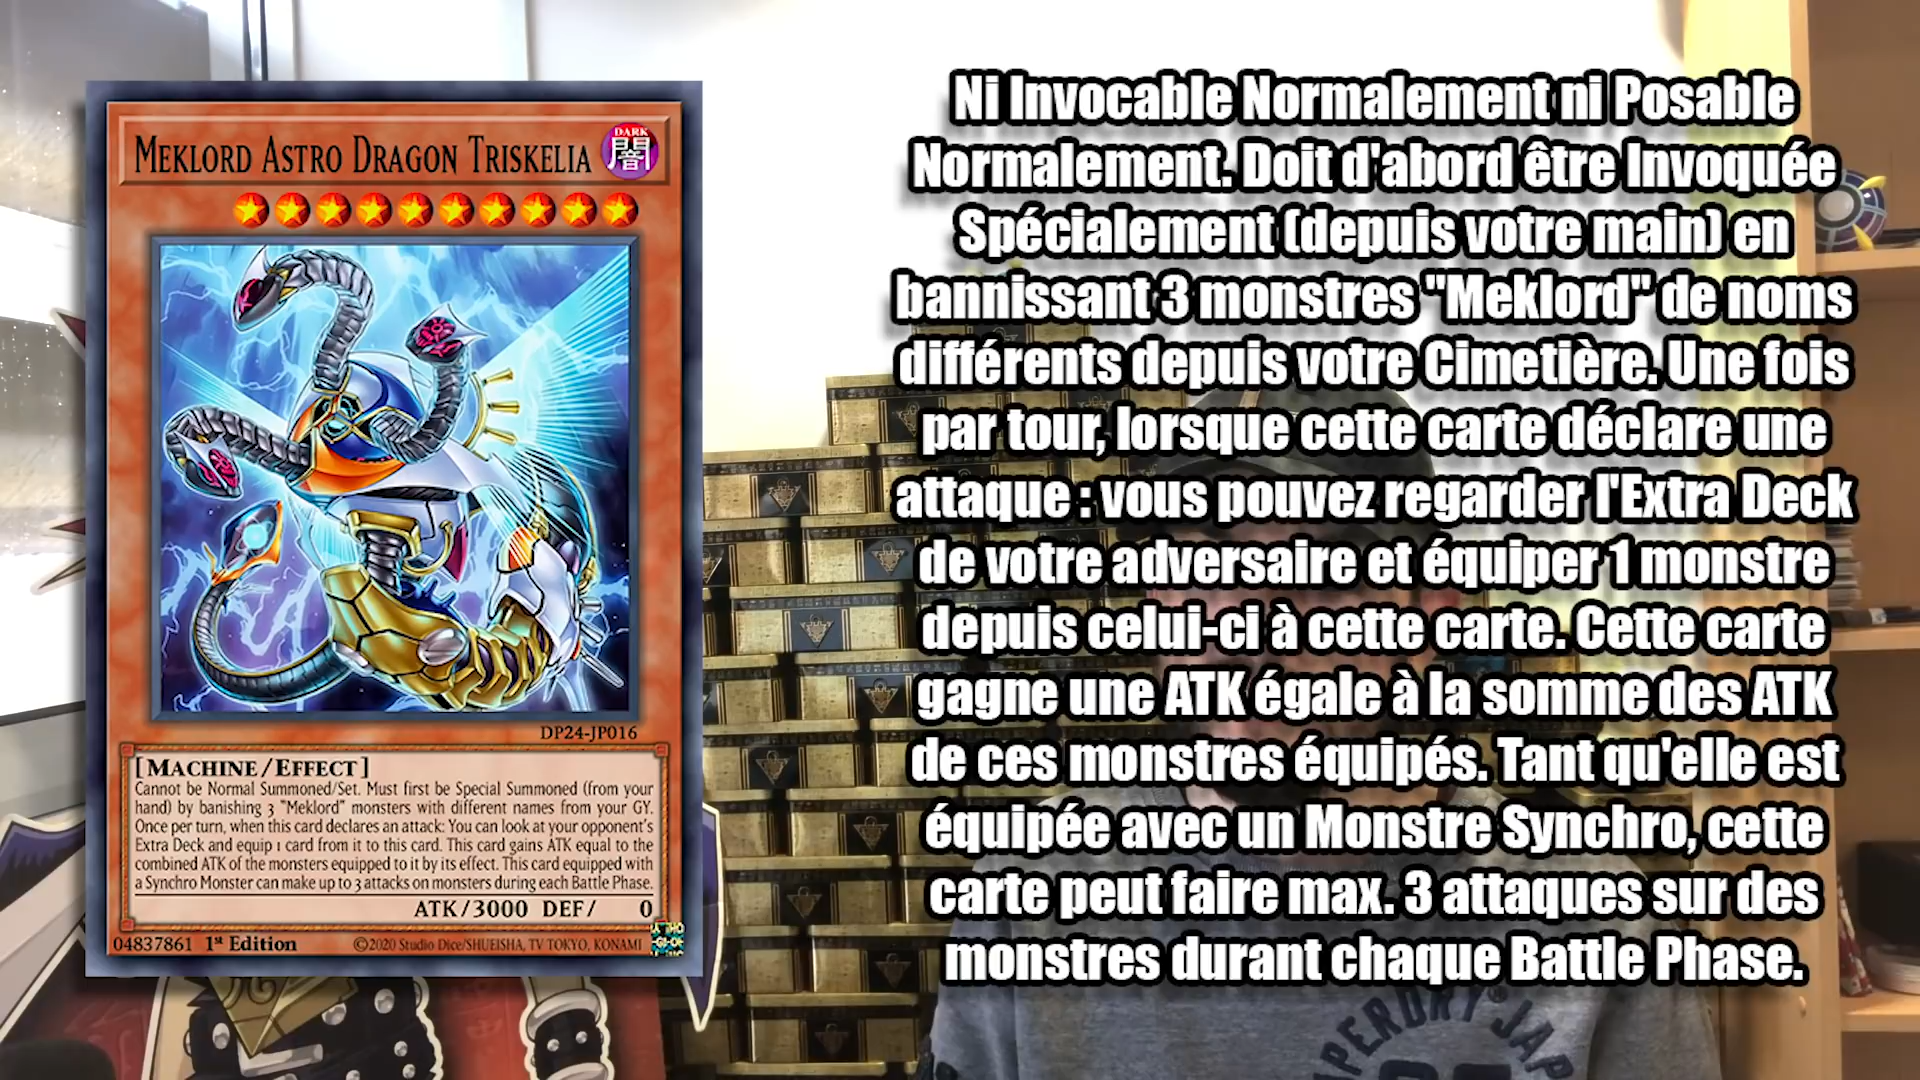 MEKLORD ASTRO DRAGON TRISKELIA
DARK
闇
DP24-JP016
[MACHINE/EFFECT]
Cannot be Normal Summoned/Set. Must first be Special Summoned (from your
hand) by banishing 3 "Meklord" monsters with different names from your GY.
Once per turn, when this card declares an attack: You can look at your opponent's
Extra Deck and equip 1 card from it to this card. This card gains ATK equal to the
combined ATK of the monsters equipped to it by its effect. This card equipped with
a Synchro Monster can make up to 3 attacks on monsters during each Battle Phase.
ATK/3000 DEF/ 0
04837861 1st Edition ©2020 Studio Dice/SHUEISHA, TV TOKYO, KONAMI
Ni Invocable Normalement ni Posable
Normalement. Doit d'abord être Invoquée
Spécialement (depuis votre main) en
bannissant 3 monstres "Meklord" de noms
différents depuis votre Cimetière. Une fois
par tour, lorsque cette carte déclare une
attaque : vous pouvez regarder l'Extra Deck
de votre adversaire et équiper 1 monstre
depuis celui-ci à cette carte. Cette carte
gagne une ATK égale à la somme des ATK
de ces monstres équipés. Tant qu'elle est
équipée avec un Monstre Synchro, cette
carte peut faire max. 3 attaques sur des
monstres durant chaque Battle Phase.